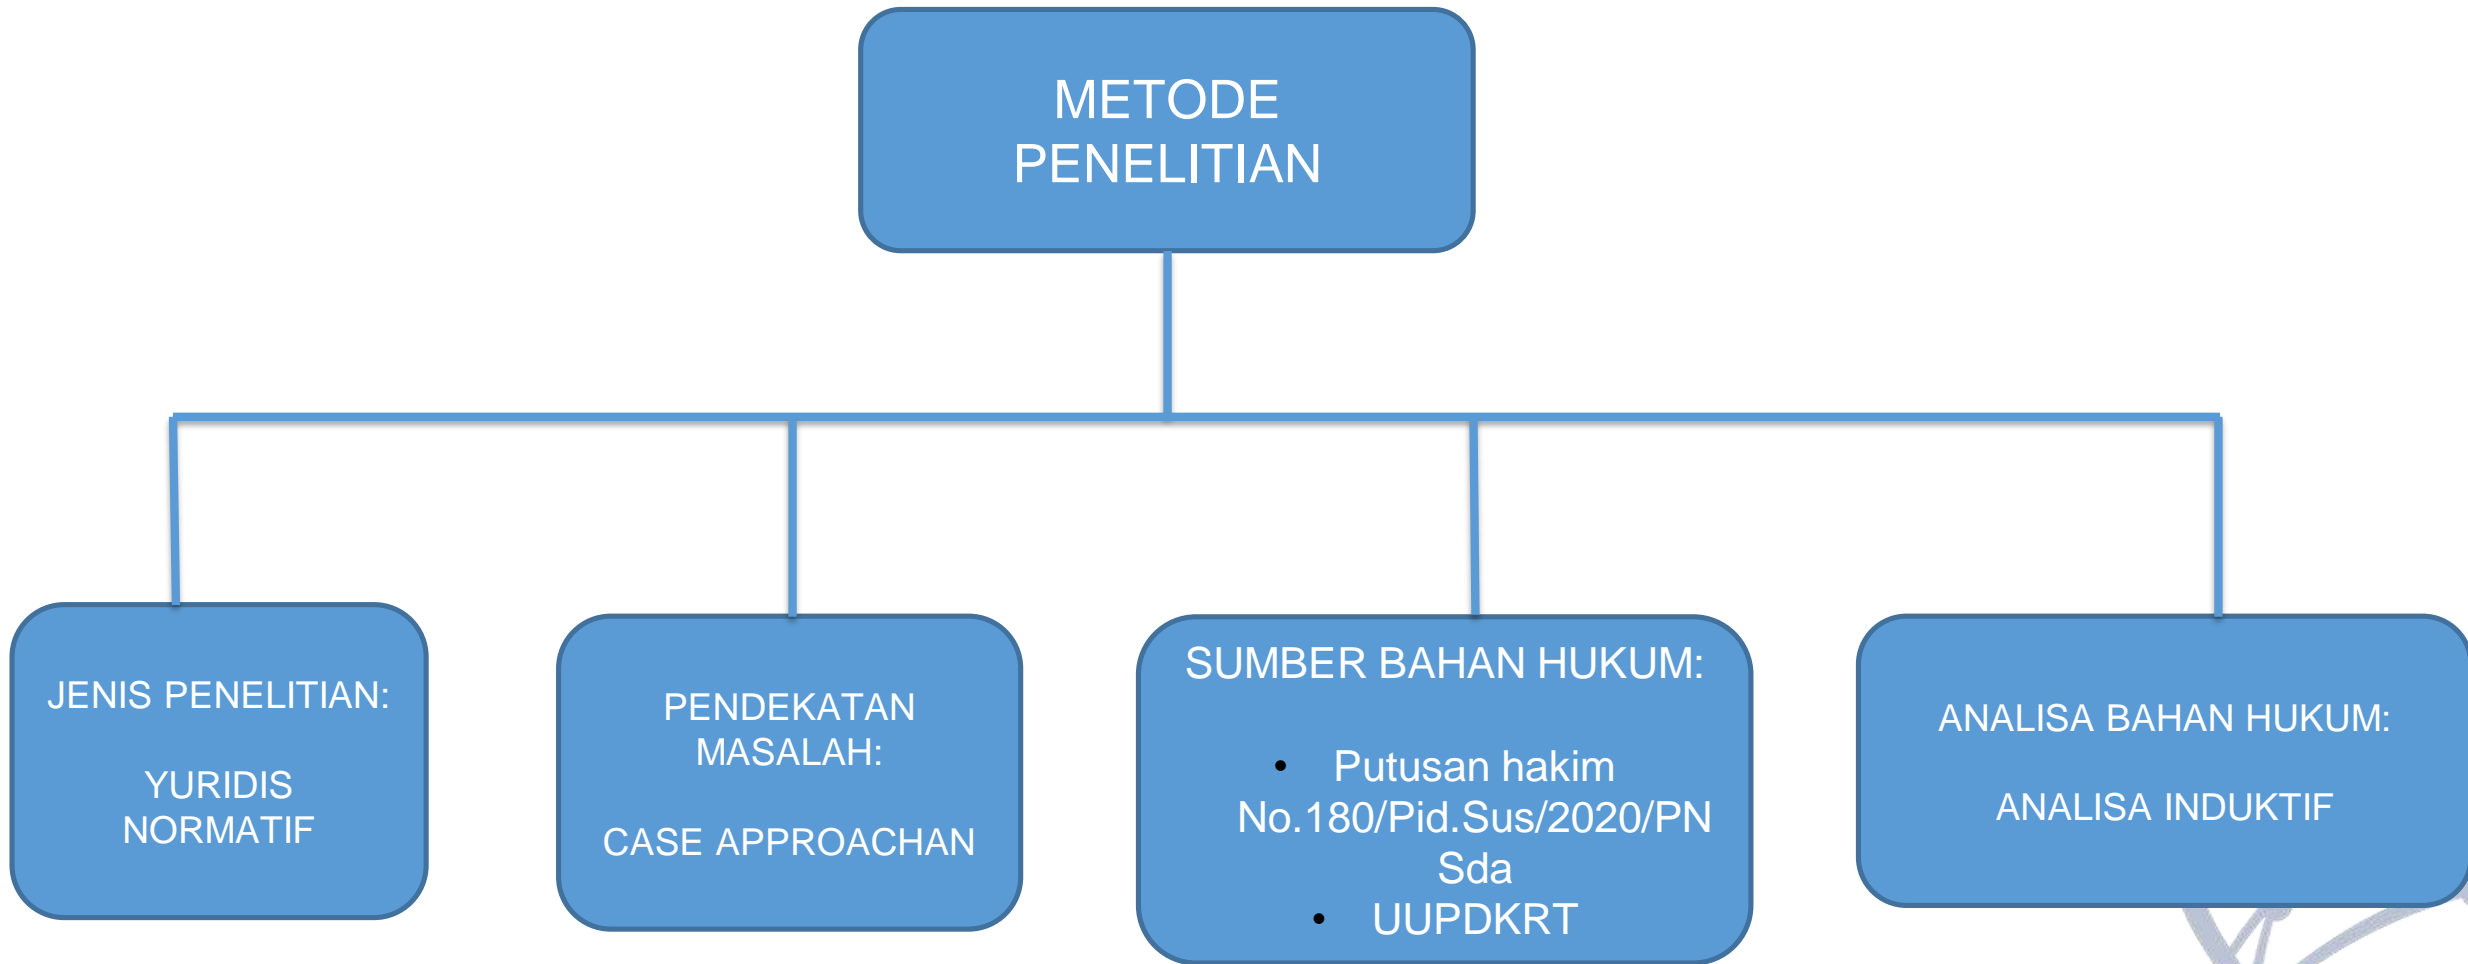 METODE
PENELITIAN
JENIS PENELITIAN:
YURIDIS
NORMATIF
PENDEKATAN
MASALAH:
CASE APPROACHAN
SUMBER BAHAN HUKUM:
• Putusan hakim
No.180/Pid.Sus/2020/PN
Sda
• UUPDKRT
ANALISA BAHAN HUKUM:
ANALISA INDUKTIF